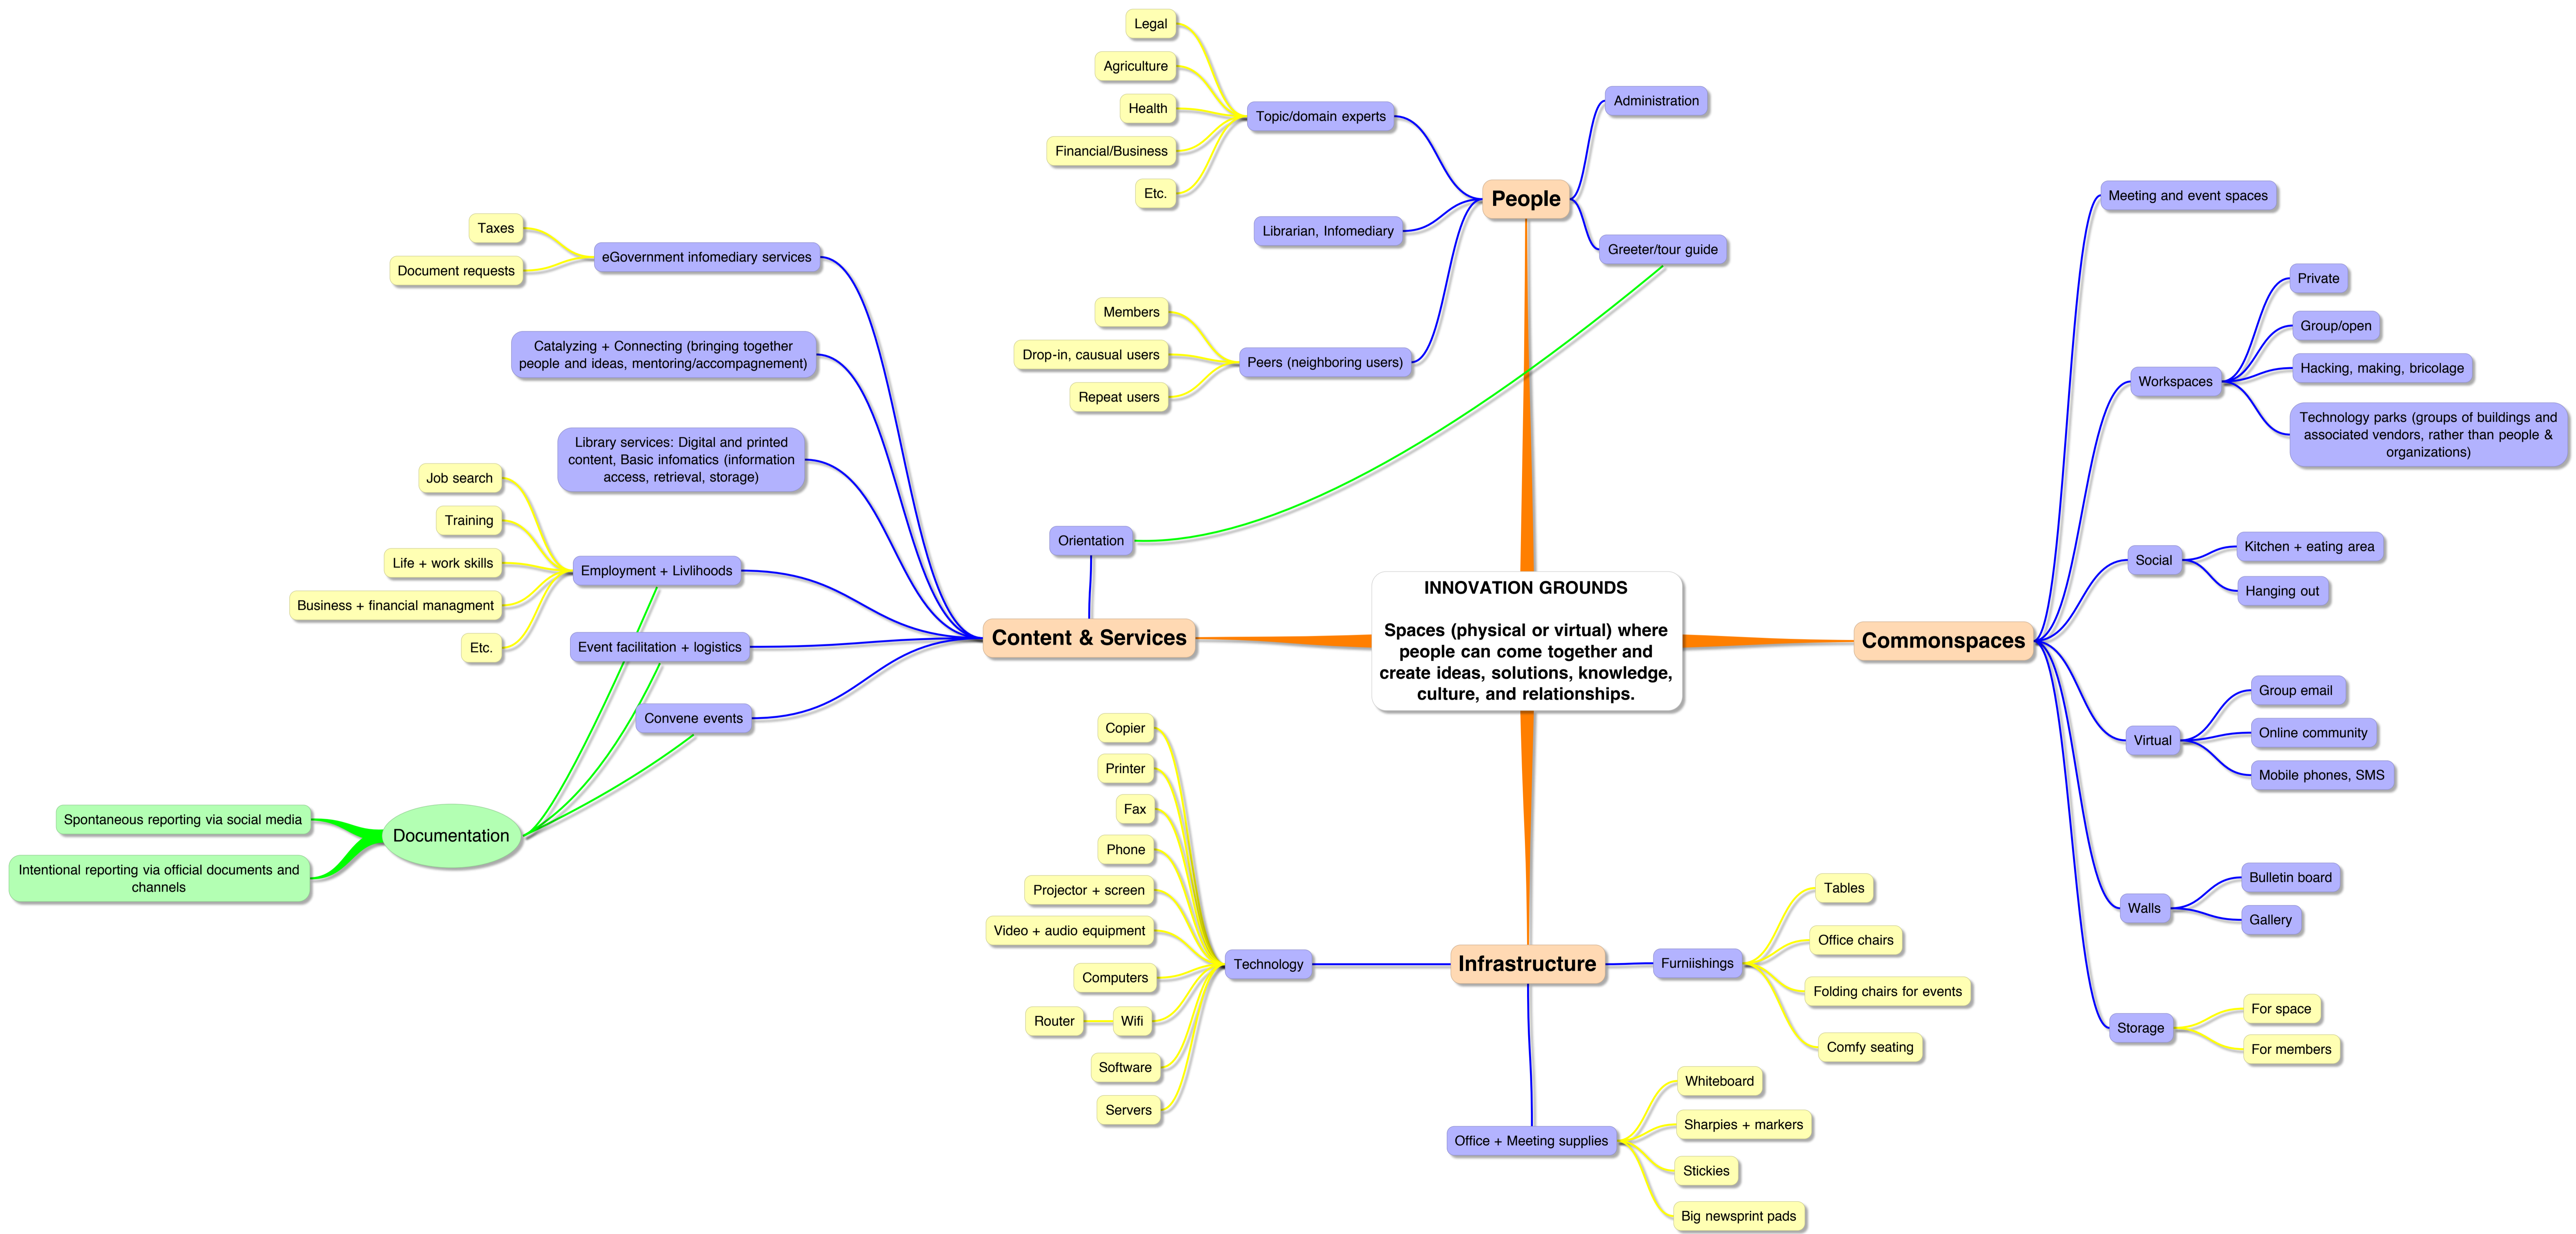 INNOVATION GROUNDS
Spaces (physical or virtual) where
people can come together and
create ideas, solutions, knowledge,
culture, and relationships.
People
Topic/domain experts
Legal
Agriculture
Health
Financial/Business
Etc.
Librarian, Infomediary
Peers (neighboring users)
Members
Drop-in, causual users
Repeat users
Administration
Greeter/tour guide
Content & Services
Orientation
eGovernment infomediary services
Taxes
Document requests
Catalyzing + Connecting (bringing together
people and ideas, mentoring/accompagnement)
Library services: Digital and printed
content, Basic infomatics (information
access, retrieval, storage)
Employment + Livlihoods
Job search
Training
Life + work skills
Business + financial managment
Etc.
Event facilitation + logistics
Convene events
Documentation
Spontaneous reporting via social media
Intentional reporting via official documents and
channels
Infrastructure
Technology
Copier
Printer
Fax
Phone
Projector + screen
Video + audio equipment
Computers
Wifi
Router
Software
Servers
Furniishings
Tables
Office chairs
Folding chairs for events
Comfy seating
Office + Meeting supplies
Whiteboard
Sharpies + markers
Stickies
Big newsprint pads
Commonspaces
Meeting and event spaces
Workspaces
Private
Group/open
Hacking, making, bricolage
Technology parks (groups of buildings and
associated vendors, rather than people &
organizations)
Social
Kitchen + eating area
Hanging out
Virtual
Group email
Online community
Mobile phones, SMS
Walls
Bulletin board
Gallery
Storage
For space
For members